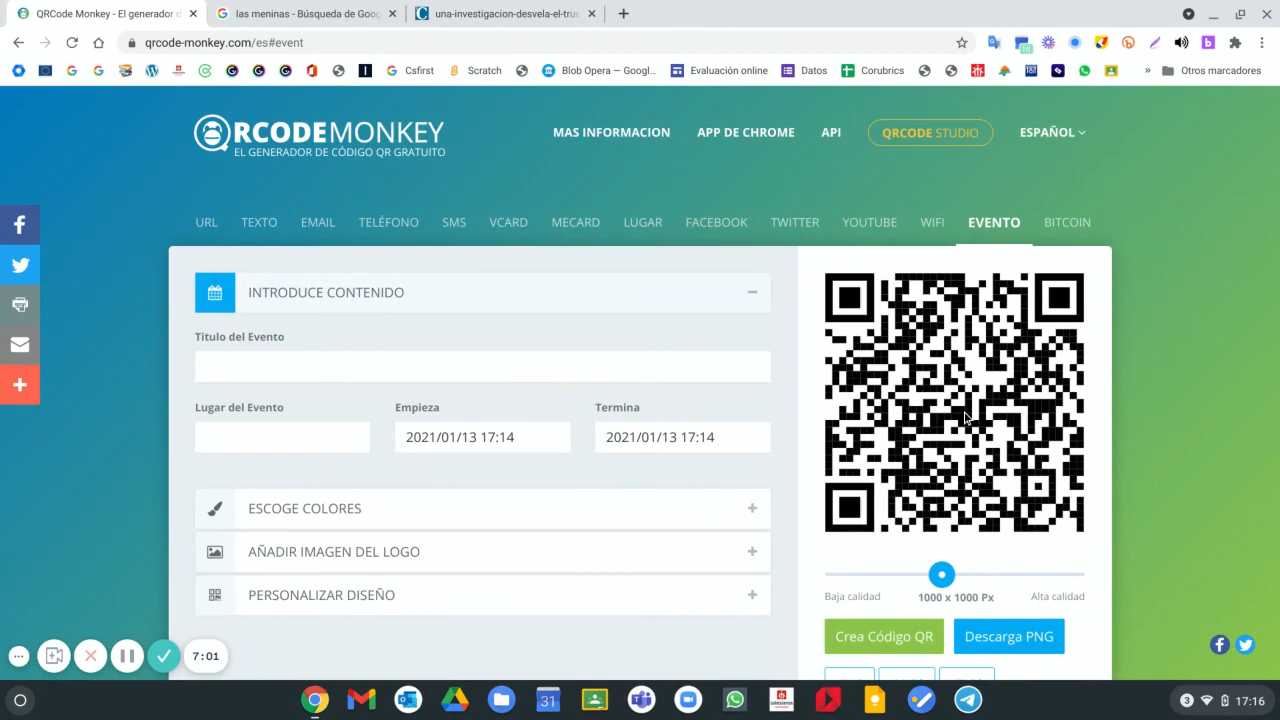 QRCode Monkey - El generador d
las meninas - Búsqueda de Goog
una-investigacion-desvela-el-truc
qrcode-monkey.com/es#event
Csfirst
Scratch
Blob Opera — Googl...
Evaluación online
Datos
Corubrics
»
Otros marcadores
QRCODEMONKEY
EL GENERADOR DE CÓDIGO QR GRATUITO
MAS INFORMACION
APP DE CHROME
API
QRCODE STUDIO
ESPAÑOL
URL
TEXTO
EMAIL
TELÉFONO
SMS
VCARD
MECARD
LUGAR
FACEBOOK
TWITTER
YOUTUBE
WIFI
EVENTO
BITCOIN
INTRODUCE CONTENIDO
Titulo del Evento
Lugar del Evento
Empieza
Termina
2021/01/13 17:14
2021/01/13 17:14
ESCOGE COLORES
AÑADIR IMAGEN DEL LOGO
PERSONALIZAR DISEÑO
Baja calidad
1000 x 1000 Px
Alta calidad
Crea Código QR
Descarga PNG
7:01
31
3
17:16